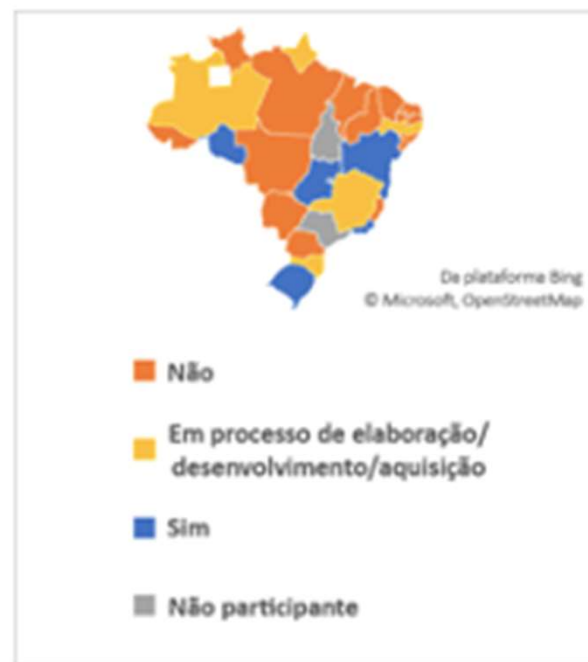 Da plataforma Bing
© Microsoft, OpenStreetMap
Não
Em processo de elaboração/
desenvolvimento/aquisição
Sim
Não participante